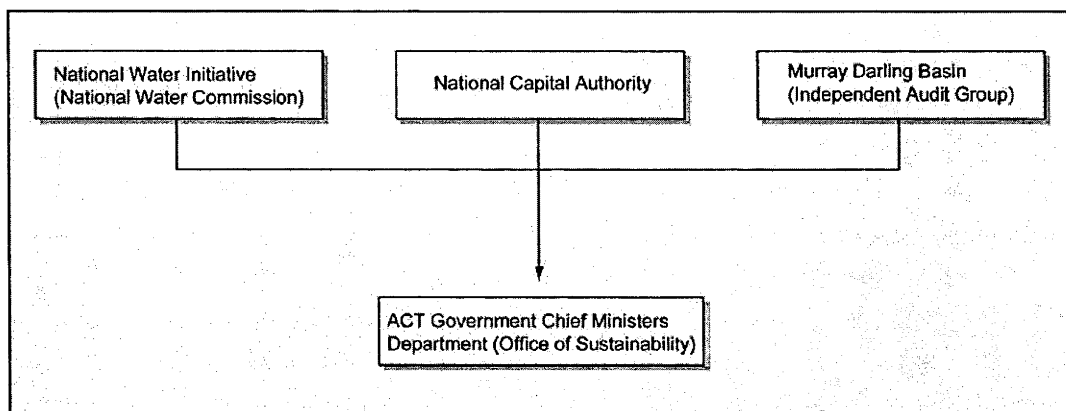 National Water Initiative
(National Water Commission)
National Capital Authority
Murray Darling Basin
(Independent Audit Group)
ACT Government Chief Ministers
Department (Office of Sustainability)